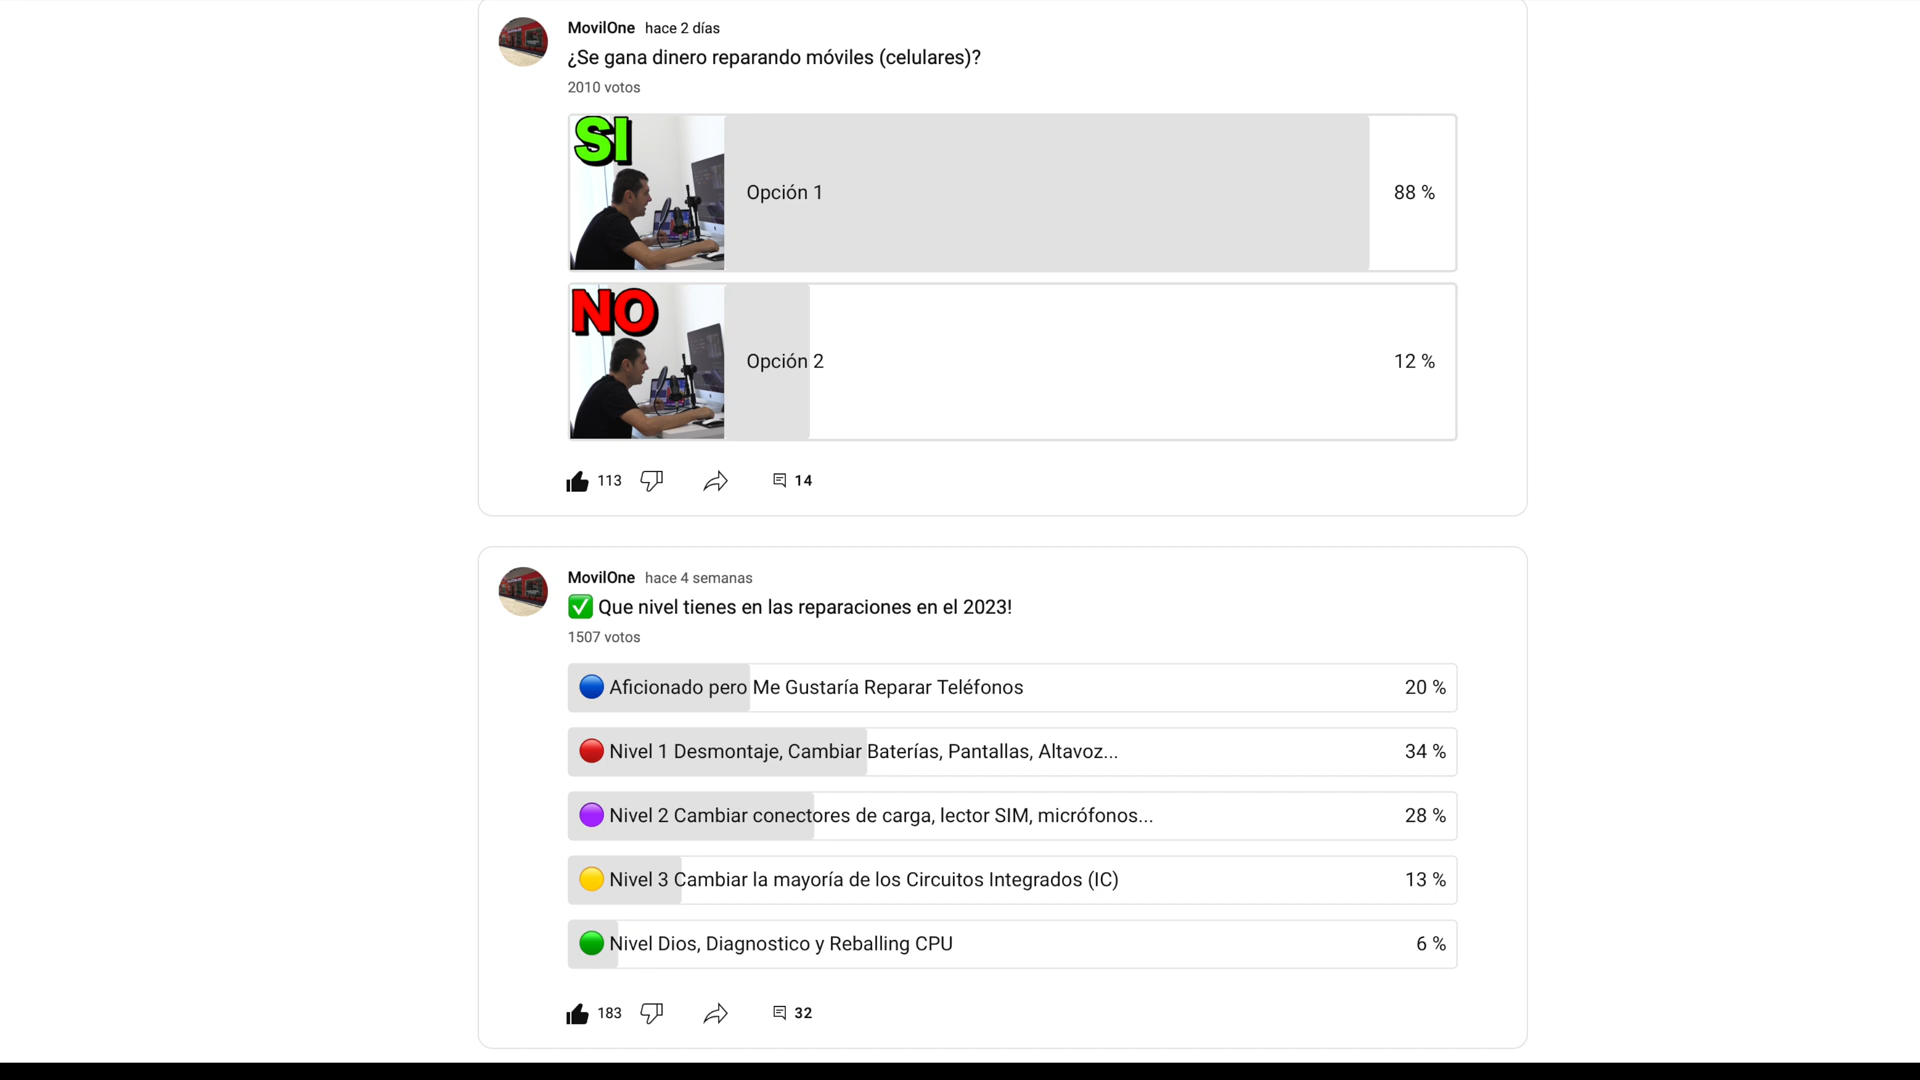 MovilOne hace 2 días
¿Se gana dinero reparando móviles (celulares)?
2010 votos
SI
Opción 1
88 %
NO
Opción 2
12 %
113
14
MovilOne hace 4 semanas
✅ Que nivel tienes en las reparaciones en el 2023!
1507 votos
🔵 Aficionado pero Me Gustaría Reparar Teléfonos 20 %
🔴 Nivel 1 Desmontaje, Cambiar Baterías, Pantallas, Altavoz... 34 %
🟣 Nivel 2 Cambiar conectores de carga, lector SIM, micrófonos... 28 %
🟡 Nivel 3 Cambiar la mayoría de los Circuitos Integrados (IC) 13 %
🟢 Nivel Dios, Diagnostico y Reballing CPU 6 %
183
32